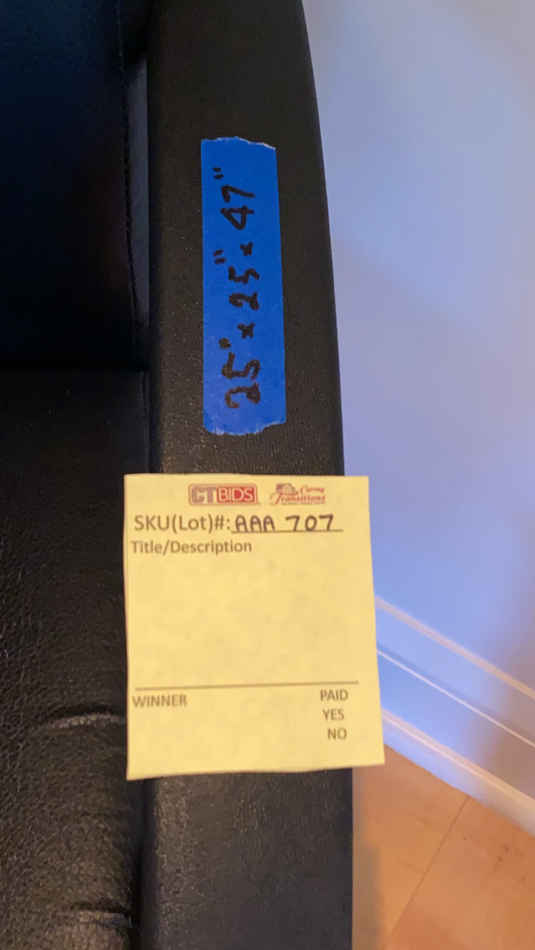 25" x 25" x 47"
CTBIDS Caring Transitions
SKU(Lot)#: AAA 707
Title/Description
WINNER PAID
YES
NO